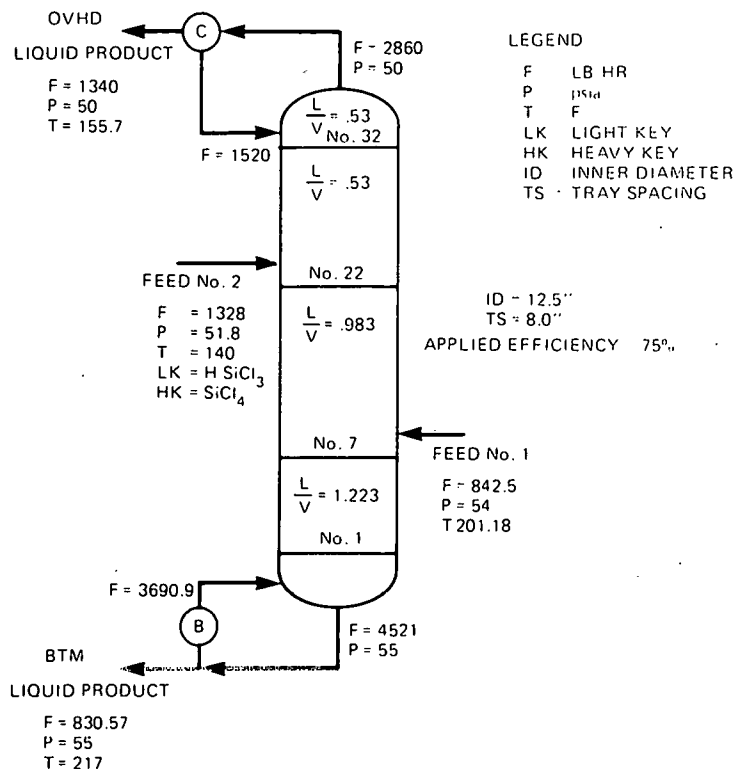 OVHD
LIQUID PRODUCT
F = 1340
P = 50
T = 155.7
C
F - 2860
P = 50
F = 1520
L/V = .53
No. 32
L/V = .53
No. 22
FEED No. 2
F = 1328
P = 51.8
T = 140
LK = H SiCl3
HK = SiCl4
L/V = .983
No. 7
FEED No. 1
F = 842.5
P = 54
T 201.18
L/V = 1.223
No. 1
F = 3690.9
B
F = 4521
P = 55
BTM
LIQUID PRODUCT
F = 830.57
P = 55
T = 217
LEGEND
F LB HR
P
T F
LK LIGHT KEY
HK HEAVY KEY
ID INNER DIAMETER
TS - TRAY SPACING
ID - 12.5"
TS = 8.0"
APPLIED EFFICIENCY 75%